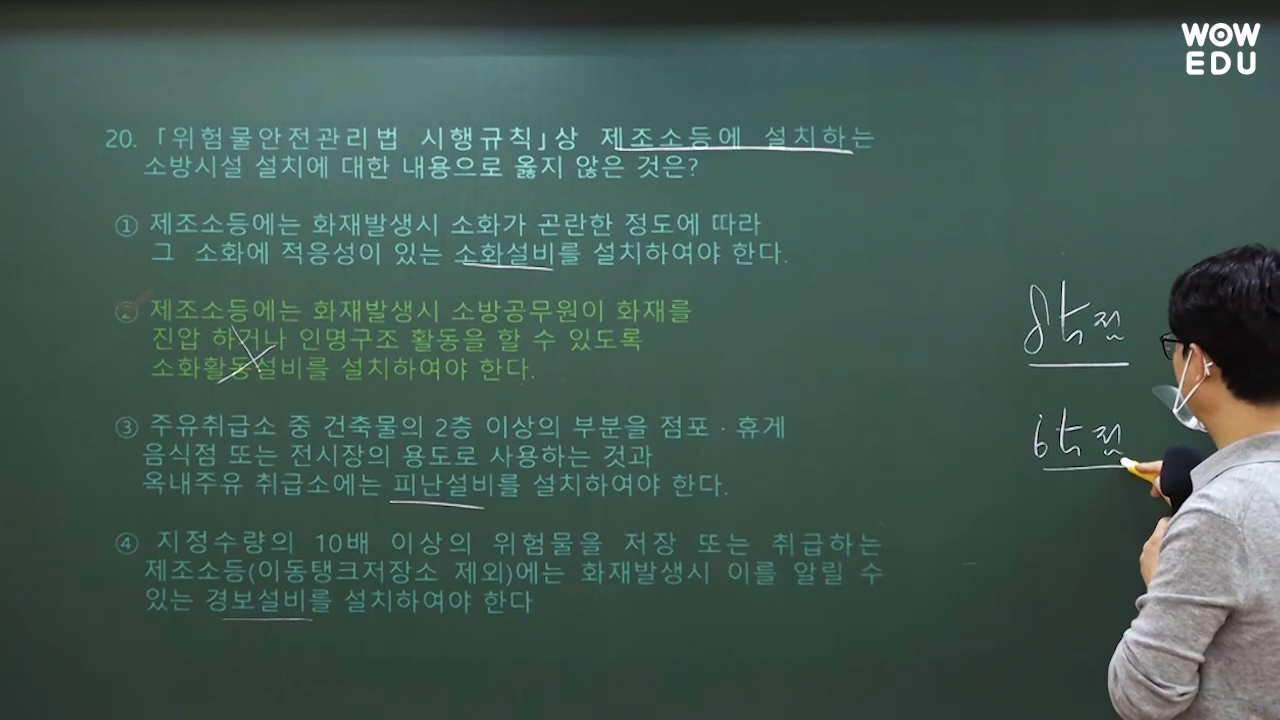 WOW
EDU
20. 「위험물안전관리법 시행규칙」상 제조소등에 설치하는
소방시설 설치에 대한 내용으로 옳지 않은 것은?
① 제조소등에는 화재발생시 소화가 곤란한 정도에 따라
그 소화에 적응성이 있는 소화설비를 설치하여야 한다.
② 제조소등에는 화재발생시 소방공무원이 화재를
진압 하거나 인명구조 활동을 할 수 있도록
소화활동설비를 설치하여야 한다.
③ 주유취급소 중 건축물의 2층 이상의 부분을 점포 · 휴게
음식점 또는 전시장의 용도로 사용하는 것과
옥내주유 취급소에는 피난설비를 설치하여야 한다.
④ 지정수량의 10배 이상의 위험물을 저장 또는 취급하는
제조소등(이동탱크저장소 제외)에는 화재발생시 이를 알릴 수
있는 경보설비를 설치하여야 한다